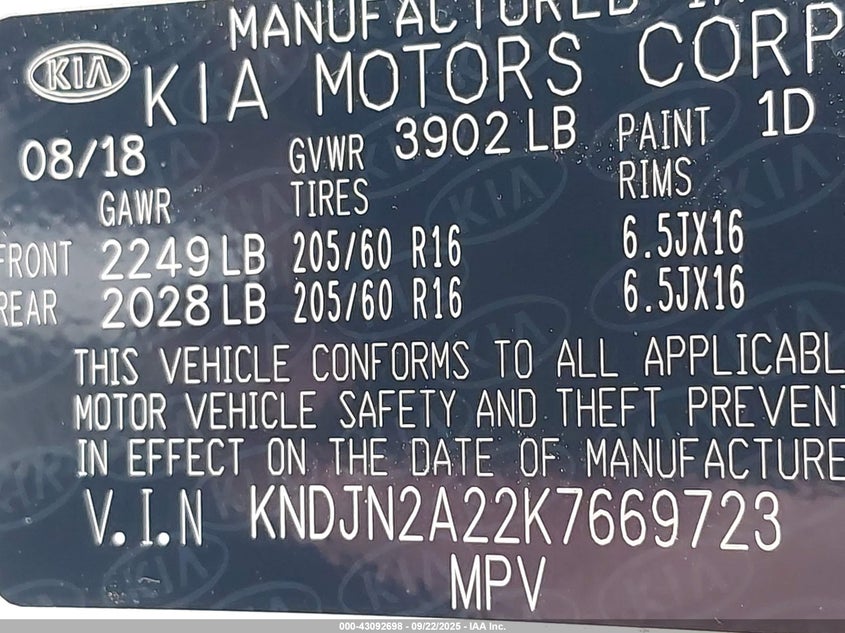 MANUFACTURED
KIA
KIA MOTORS CORP
08/18 GVWR 3902 LB PAINT 1D
GAWR TIRES RIMS
FRONT 2249 LB 205/60 R16 6.5JX16
REAR 2028 LB 205/60 R16 6.5JX16
THIS VEHICLE CONFORMS TO ALL APPLICABL
MOTOR VEHICLE SAFETY AND THEFT PREVEN
IN EFFECT ON THE DATE OF MANUFACTURE
V.I.N KNDJN2A22K7669723
MPV
000-43092698 - 09/22/2025 - IAA Inc.